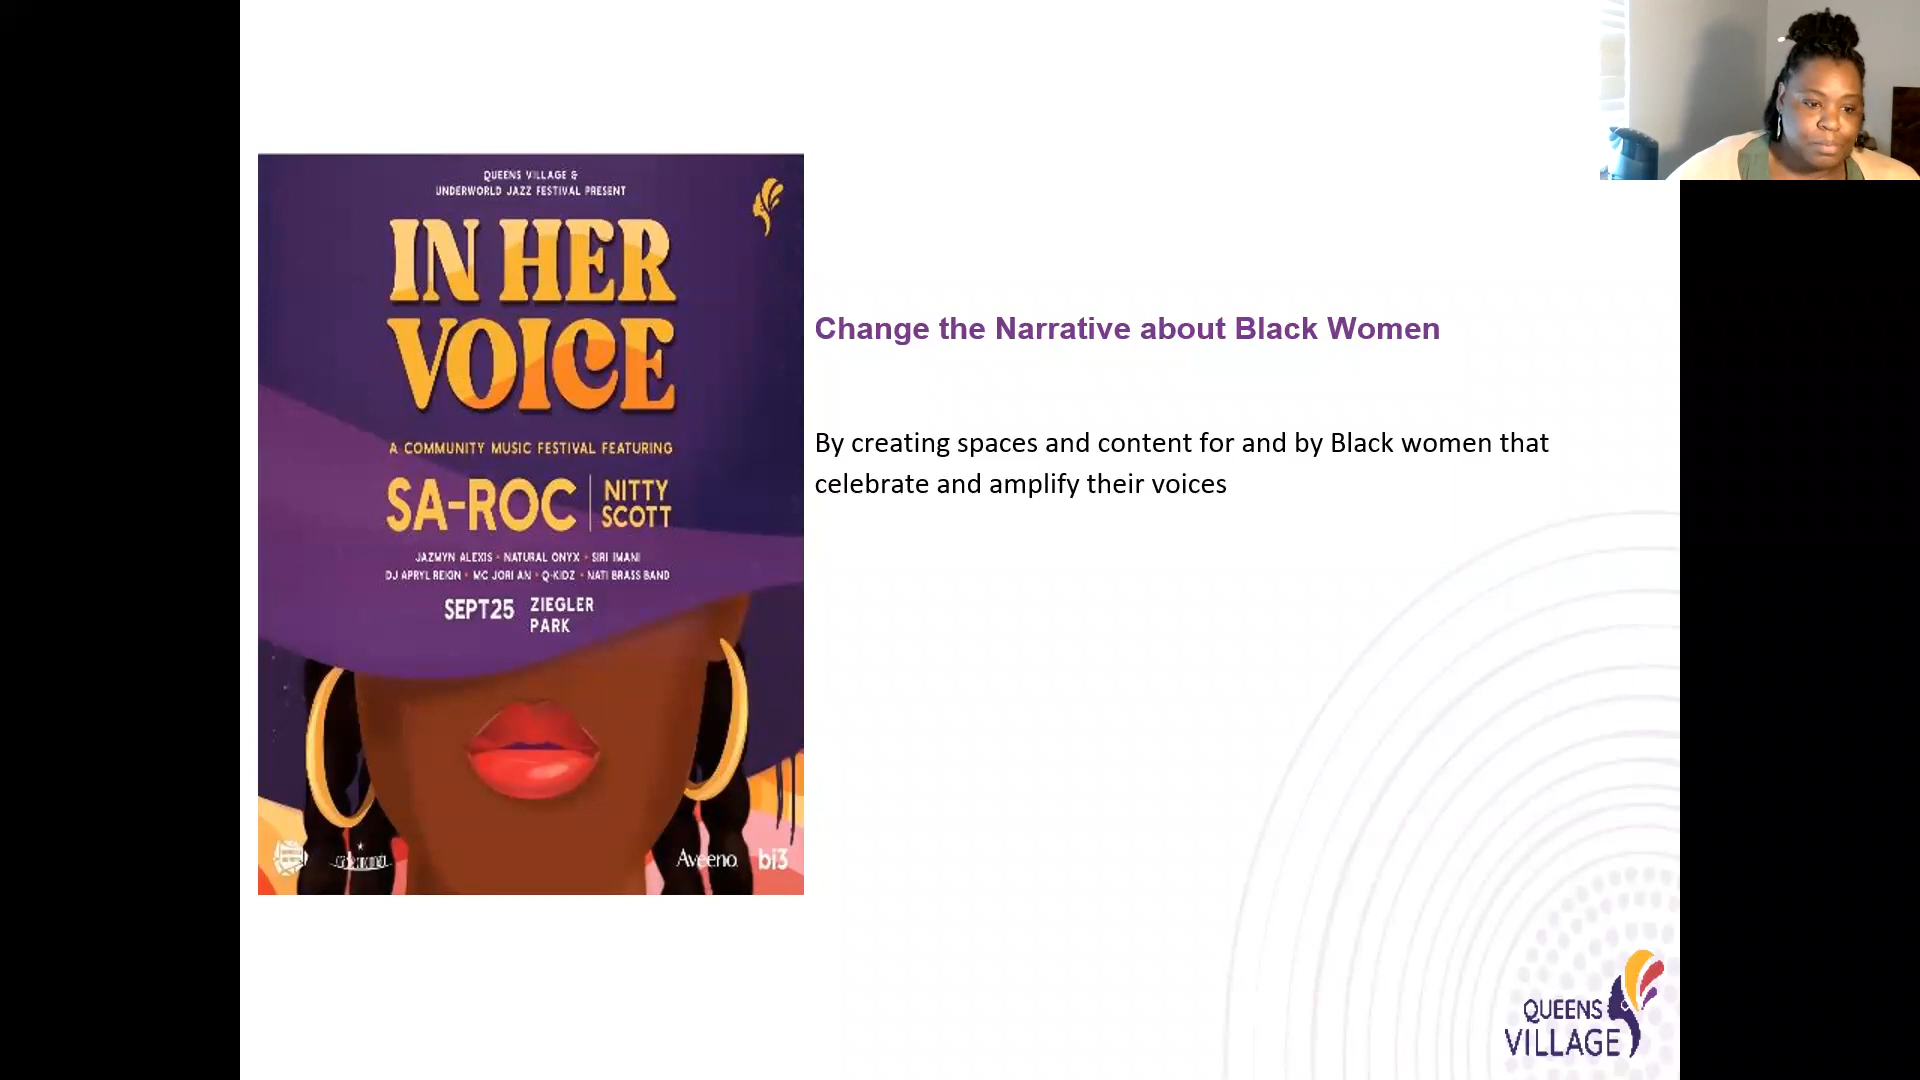 QUEENS VILLAGE &
UNDERWORLD JAZZ FESTIVAL PRESENT
IN HER
VOICE
A COMMUNITY MUSIC FESTIVAL FEATURING
SA-ROC
NITTY
SCOTT
JAZMYN ALEXIS • NATURAL ONYX • SIRI IMANI
DJ APRYL REIGN • MC JORI AN • Q-KIDZ • NATI BRASS BAND
SEPT25
ZIEGLER
PARK
Aveeno.
bi3
Change the Narrative about Black Women
By creating spaces and content for and by Black women that
celebrate and amplify their voices
QUEENS
VILLAGE